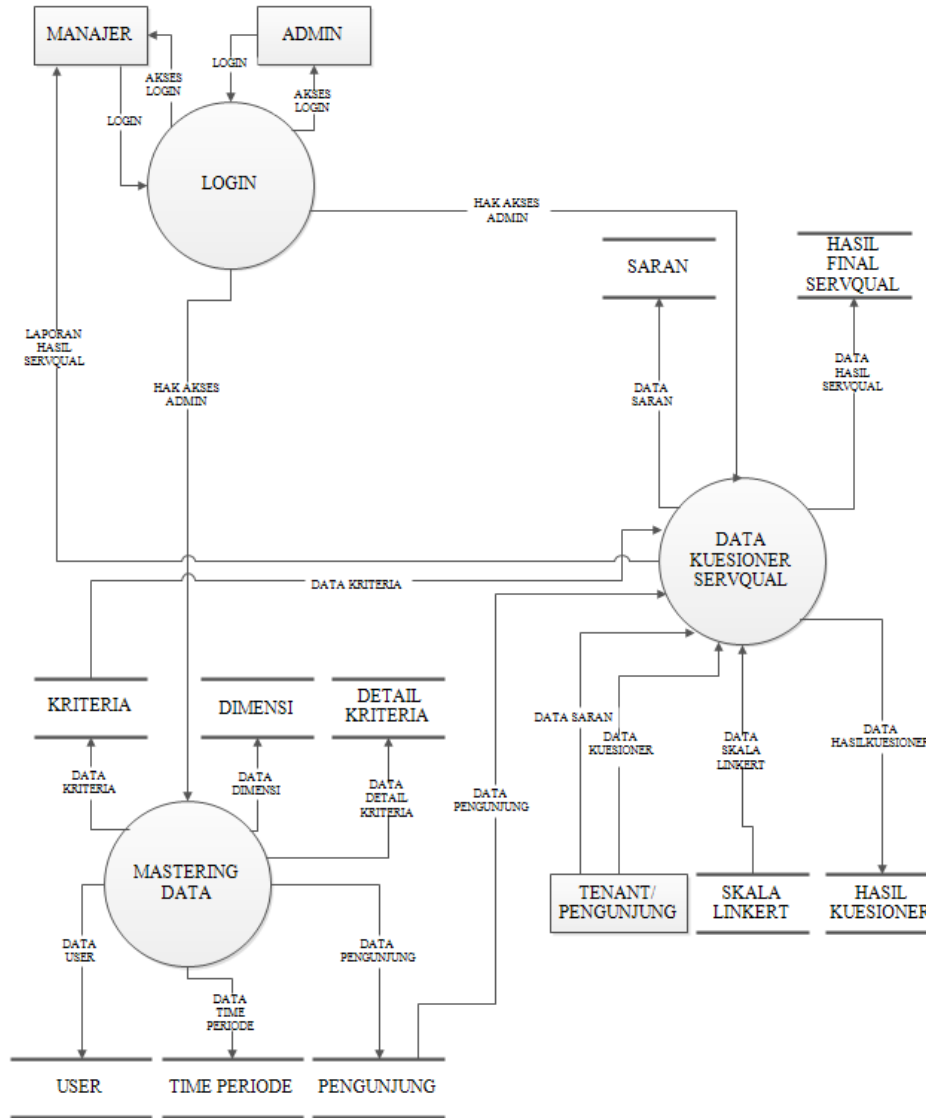 MANAJER
ADMIN
LOGIN
AKSES
LOGIN
LOGIN
AKSES
LOGIN
LOGIN
HAK AKSES
ADMIN
SARAN
HASIL
FINAL
SERVQUAL
LAPORAN
HASIL
SERVQUAL
HAK AKSES
ADMIN
DATA
SARAN
DATA
HASIL
SERVQUAL
DATA
KUESIONER
SERVQUAL
DATA KRITERIA
KRITERIA
DIMENSI
DETAIL
KRITERIA
DATA SARAN
DATA
KUESIONER
DATA
SKALA
LINKERT
DATA
HASILKUESIONER
DATA
KRITERIA
DATA
DIMENSI
DATA
DETAIL
KRITERIA
DATA
PENGUNJUNG
MASTERING
DATA
TENANT/
PENGUNJUNG
SKALA
LINKERT
HASIL
KUESIONER
DATA
USER
DATA
PENGUNJUNG
DATA
TIME
PERIODE
USER
TIME PERIODE
PENGUNJUNG